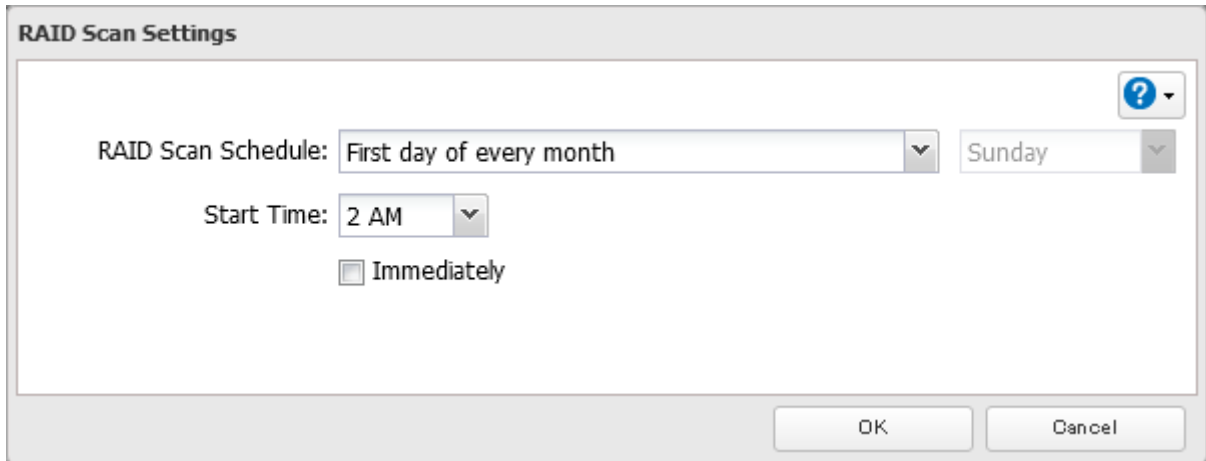 RAID Scan Settings
?
RAID Scan Schedule: First day of every month Sunday
Start Time: 2 AM
Immediately
OK Cancel